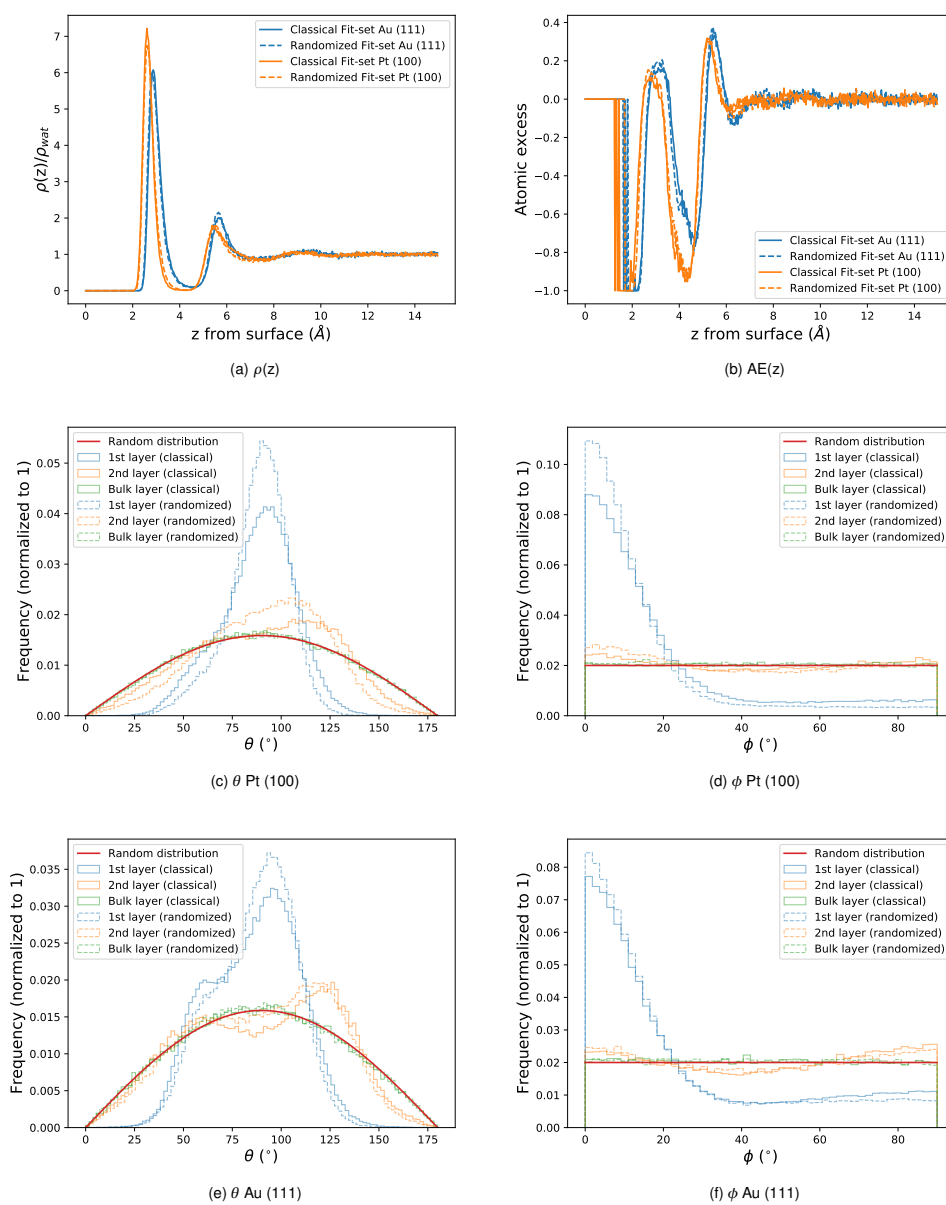 Classical Fit-set Au (111)
Randomized Fit-set Au (111)
Classical Fit-set Pt (100)
Randomized Fit-set Pt (100)
ρ(z)/ρwat
7
6
5
4
3
2
1
0
0 2 4 6 8 10 12 14
z from surface (Å)
(a) ρ(z)
Atomic excess
0.4
0.2
0.0
−0.2
−0.4
−0.6
−0.8
−1.0
Classical Fit-set Au (111)
Randomized Fit-set Au (111)
Classical Fit-set Pt (100)
Randomized Fit-set Pt (100)
0 2 4 6 8 10 12 14
z from surface (Å)
(b) AE(z)
Random distribution
1st layer (classical)
2nd layer (classical)
Bulk layer (classical)
1st layer (randomized)
2nd layer (randomized)
Bulk layer (randomized)
Frequency (normalized to 1)
0.05
0.04
0.03
0.02
0.01
0.00
0 25 50 75 100 125 150 175
θ (°)
(c) θ Pt (100)
Random distribution
1st layer (classical)
2nd layer (classical)
Bulk layer (classical)
1st layer (randomized)
2nd layer (randomized)
Bulk layer (randomized)
Frequency (normalized to 1)
0.10
0.08
0.06
0.04
0.02
0.00
0 20 40 60 80
ϕ (°)
(d) ϕ Pt (100)
Random distribution
1st layer (classical)
2nd layer (classical)
Bulk layer (classical)
1st layer (randomized)
2nd layer (randomized)
Bulk layer (randomized)
Frequency (normalized to 1)
0.035
0.030
0.025
0.020
0.015
0.010
0.005
0.000
0 25 50 75 100 125 150 175
θ (°)
(e) θ Au (111)
Random distribution
1st layer (classical)
2nd layer (classical)
Bulk layer (classical)
1st layer (randomized)
2nd layer (randomized)
Bulk layer (randomized)
Frequency (normalized to 1)
0.08
0.07
0.06
0.05
0.04
0.03
0.02
0.01
0.00
0 20 40 60 80
ϕ (°)
(f) ϕ Au (111)